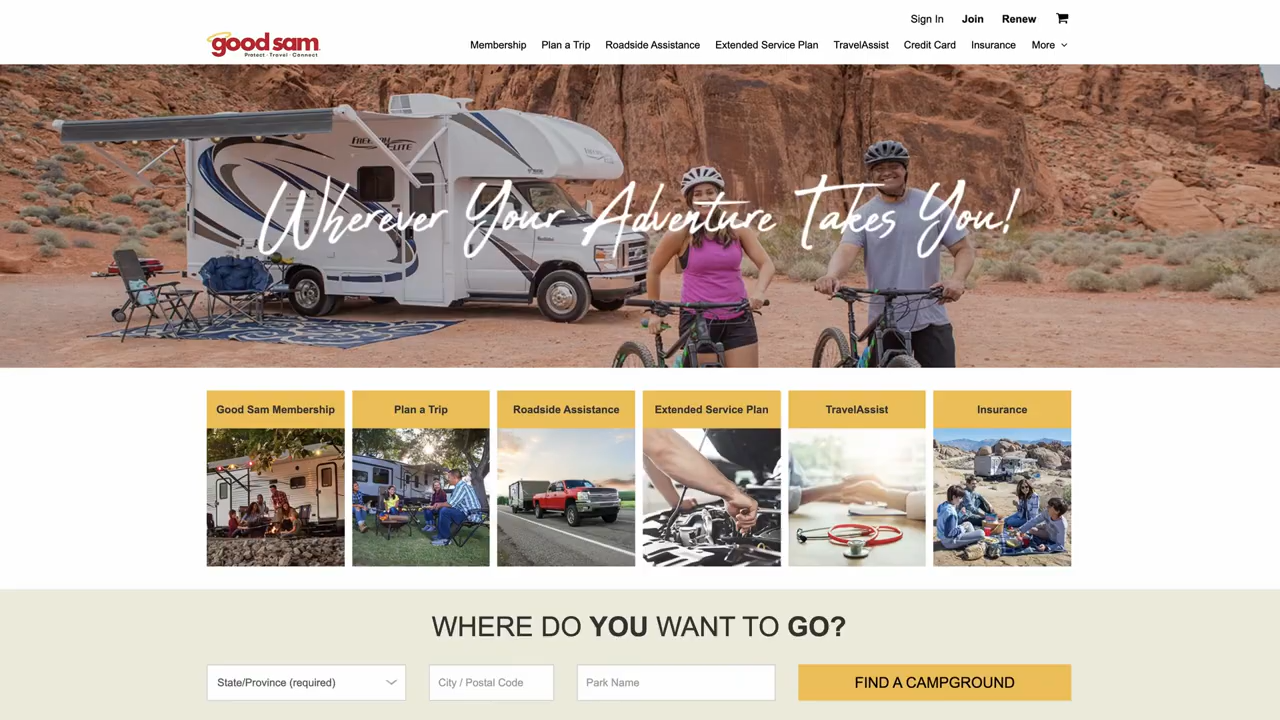 Sign In Join Renew
good sam
Protect · Travel · Connect
Membership Plan a Trip Roadside Assistance Extended Service Plan TravelAssist Credit Card Insurance More
FREEDOM ELITE
Wherever Your Adventure Takes You!
Good Sam Membership Plan a Trip Roadside Assistance Extended Service Plan TravelAssist Insurance
WHERE DO YOU WANT TO GO?
State/Province (required) City / Postal Code Park Name FIND A CAMPGROUND